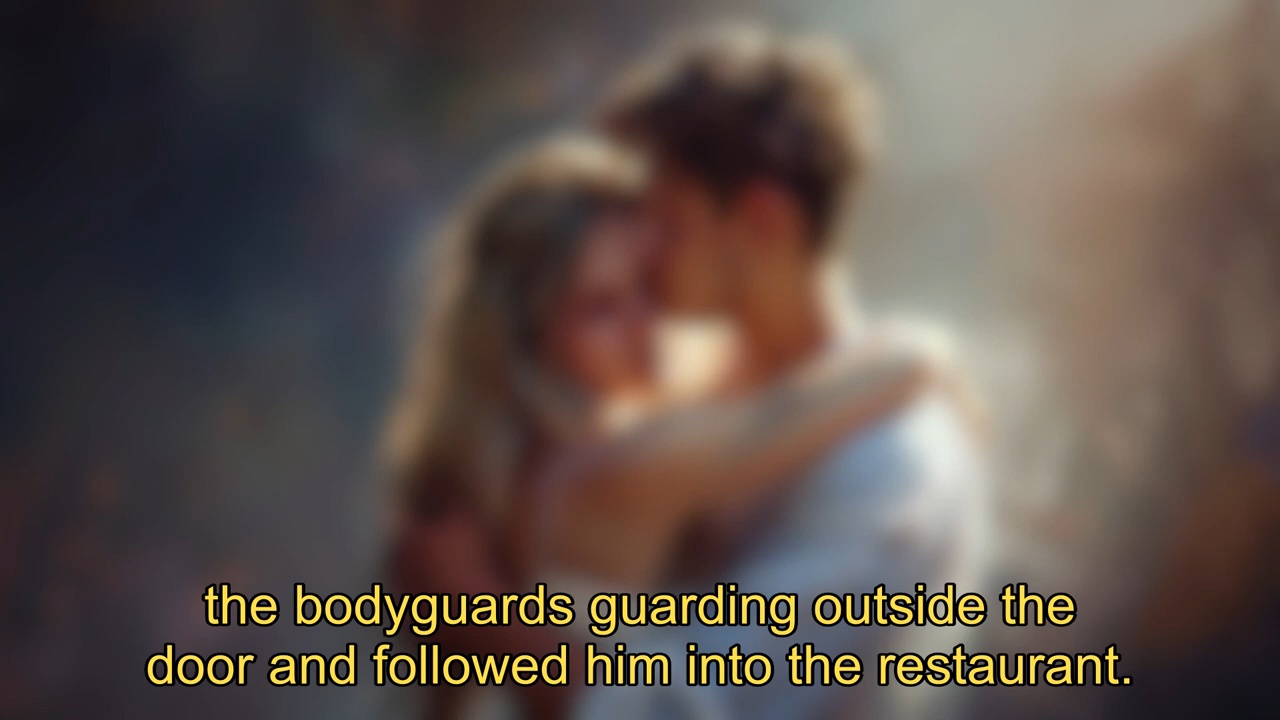 the bodyguards guarding outside the
door and followed him into the restaurant.